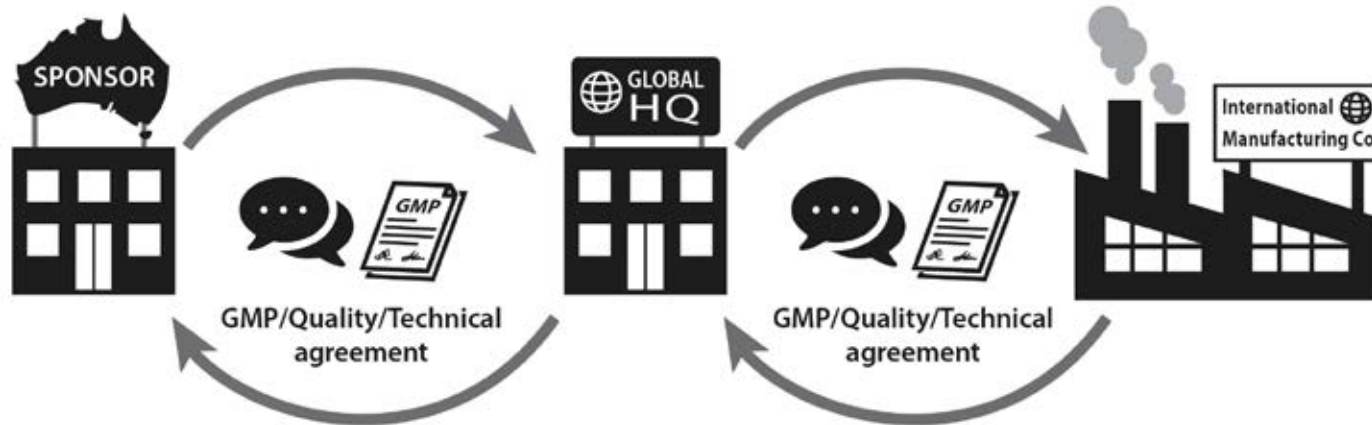 SPONSOR
GLOBAL
HQ
International
Manufacturing Co
GMP
GMP/Quality/Technical
agreement
GMP
GMP/Quality/Technical
agreement